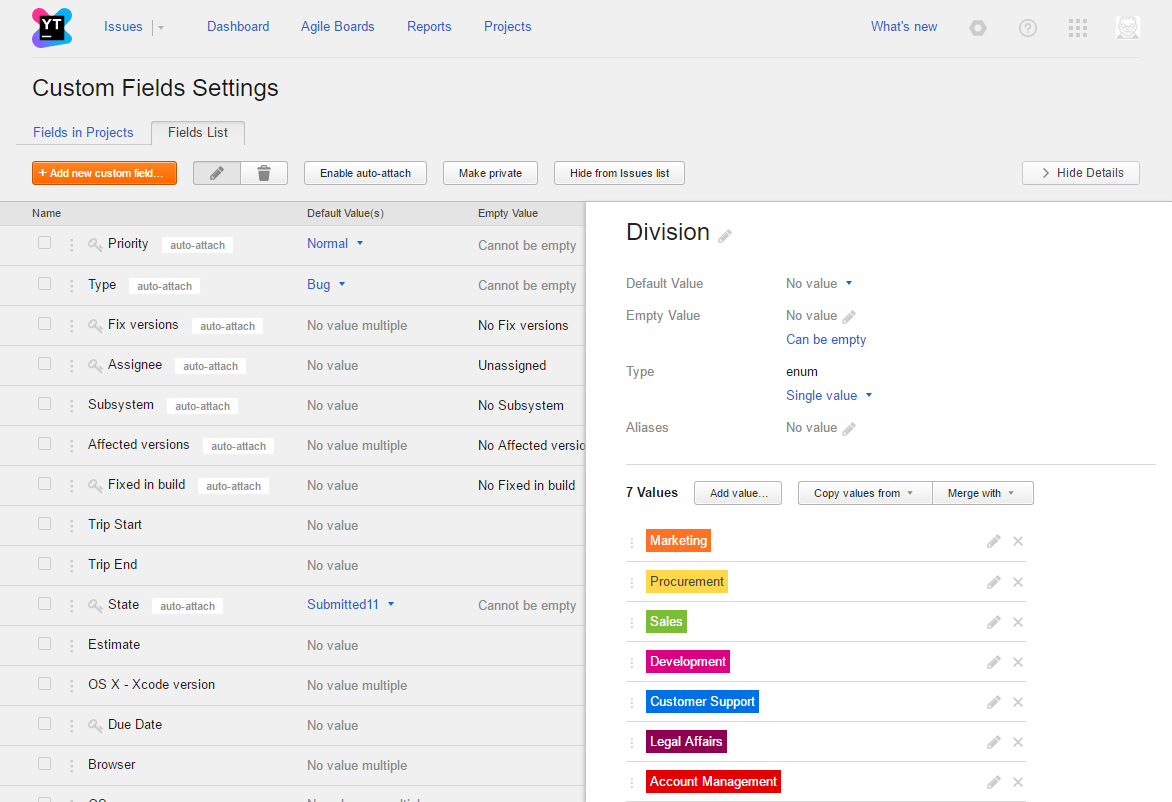 YT
Issues Dashboard Agile Boards Reports Projects What's new
Custom Fields Settings
Fields in Projects Fields List
+ Add new custom field... Enable auto-attach Make private Hide from Issues list Hide Details
Name Default Value(s) Empty Value
Priority auto-attach Normal Cannot be empty
Type auto-attach Bug Cannot be empty
Fix versions auto-attach No value multiple No Fix versions
Assignee auto-attach No value Unassigned
Subsystem auto-attach No value No Subsystem
Affected versions auto-attach No value multiple No Affected versio
Fixed in build auto-attach No value No Fixed in build
Trip Start No value
Trip End No value
State auto-attach Submitted11 Cannot be empty
Estimate No value
OS X - Xcode version No value multiple
Due Date No value
Browser No value multiple
Division
Default Value No value
Empty Value No value
Can be empty
Type enum
Single value
Aliases No value
7 Values Add value... Copy values from Merge with
Marketing
Procurement
Sales
Development
Customer Support
Legal Affairs
Account Management